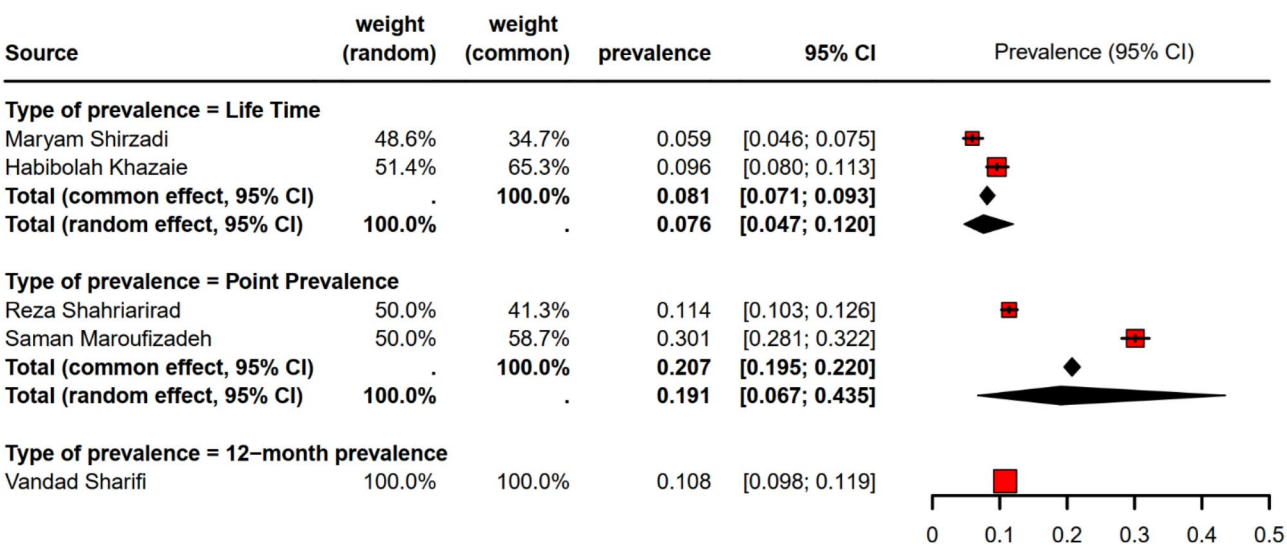 weight weight
Source (random) (common) prevalence 95% CI Prevalence (95% CI)
Type of prevalence = Life Time
Maryam Shirzadi 48.6% 34.7% 0.059 [0.046; 0.075]
Habibolah Khazaie 51.4% 65.3% 0.096 [0.080; 0.113]
Total (common effect, 95% CI) . 100.0% 0.081 [0.071; 0.093]
Total (random effect, 95% CI) 100.0% . 0.076 [0.047; 0.120]
Type of prevalence = Point Prevalence
Reza Shahriarirad 50.0% 41.3% 0.114 [0.103; 0.126]
Saman Maroufizadeh 50.0% 58.7% 0.301 [0.281; 0.322]
Total (common effect, 95% CI) . 100.0% 0.207 [0.195; 0.220]
Total (random effect, 95% CI) 100.0% . 0.191 [0.067; 0.435]
Type of prevalence = 12−month prevalence
Vandad Sharifi 100.0% 100.0% 0.108 [0.098; 0.119]
0 0.1 0.2 0.3 0.4 0.5